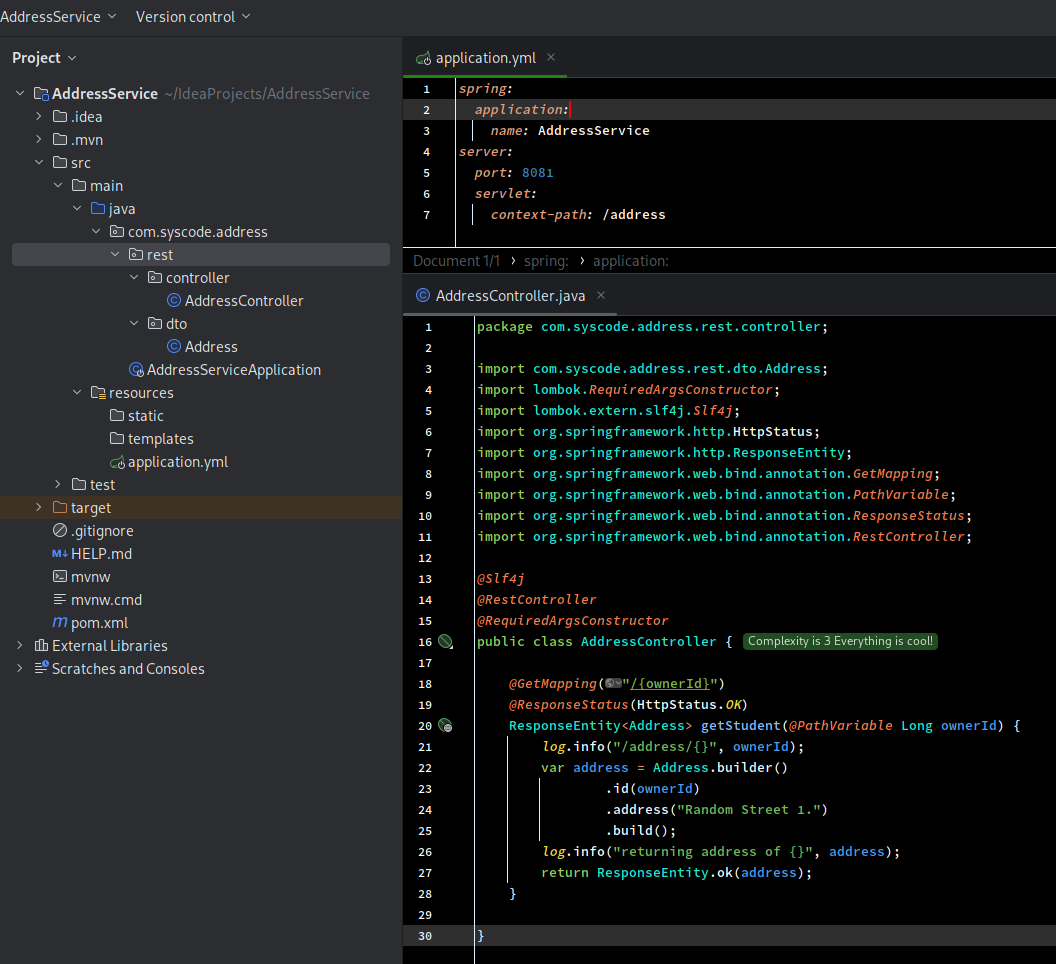 AddressService Version control
Project
AddressService ~/IdeaProjects/AddressService
.idea
.mvn
src
main
java
com.syscode.address
rest
controller
AddressController
dto
Address
AddressServiceApplication
resources
static
templates
application.yml
test
target
.gitignore
HELP.md
mvnw
mvnw.cmd
pom.xml
External Libraries
Scratches and Consoles
application.yml
1 spring:
2 application:
3 name: AddressService
4 server:
5 port: 8081
6 servlet:
7 context-path: /address
Document 1/1 › spring: › application:
AddressController.java
1 package com.syscode.address.rest.controller;
2
3 import com.syscode.address.rest.dto.Address;
4 import lombok.RequiredArgsConstructor;
5 import lombok.extern.slf4j.Slf4j;
6 import org.springframework.http.HttpStatus;
7 import org.springframework.http.ResponseEntity;
8 import org.springframework.web.bind.annotation.GetMapping;
9 import org.springframework.web.bind.annotation.PathVariable;
10 import org.springframework.web.bind.annotation.ResponseStatus;
11 import org.springframework.web.bind.annotation.RestController;
12
13 @Slf4j
14 @RestController
15 @RequiredArgsConstructor
16 public class AddressController { Complexity is 3 Everything is cool!
17
18 @GetMapping("/{ownerId}")
19 @ResponseStatus(HttpStatus.OK)
20 ResponseEntity<Address> getStudent(@PathVariable Long ownerId) {
21 log.info("/address/{}", ownerId);
22 var address = Address.builder()
23 .id(ownerId)
24 .address("Random Street 1.")
25 .build();
26 log.info("returning address of {}", address);
27 return ResponseEntity.ok(address);
28 }
29
30 }